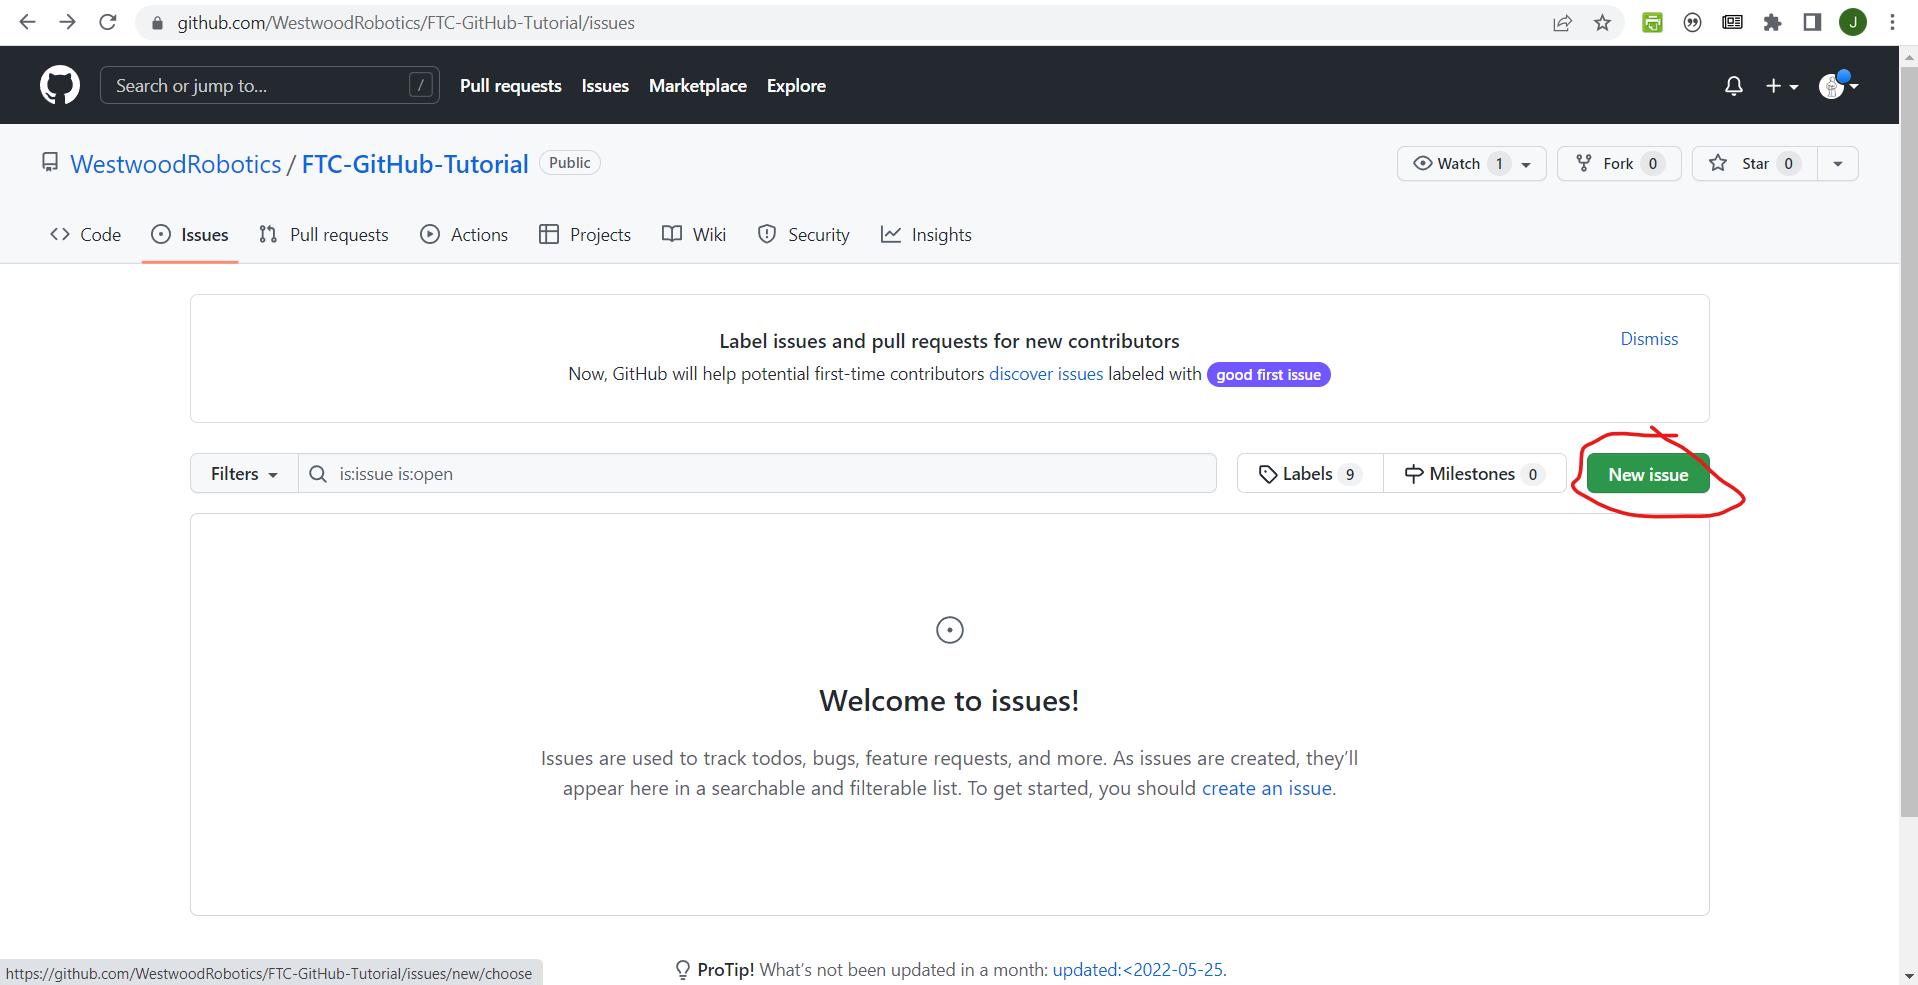 github.com/WestwoodRobotics/FTC-GitHub-Tutorial/issues
J
Search or jump to... /
Pull requests Issues Marketplace Explore
WestwoodRobotics / FTC-GitHub-Tutorial Public
Watch 1 Fork 0 Star 0
Code Issues Pull requests Actions Projects Wiki Security Insights
Label issues and pull requests for new contributors
Dismiss
Now, GitHub will help potential first-time contributors discover issues labeled with good first issue
Filters is:issue is:open Labels 9 Milestones 0 New issue
Welcome to issues!
Issues are used to track todos, bugs, feature requests, and more. As issues are created, they’ll
appear here in a searchable and filterable list. To get started, you should create an issue.
ProTip! What’s not been updated in a month: updated:<2022-05-25.
https://github.com/WestwoodRobotics/FTC-GitHub-Tutorial/issues/new/choose